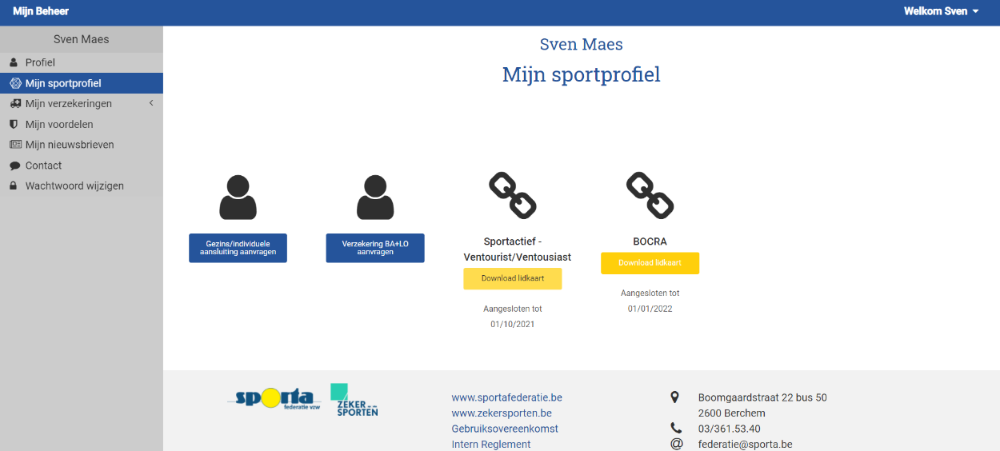 Mijn Beheer
Welkom Sven
Sven Maes
Profiel
Mijn sportprofiel
Mijn verzekeringen
Mijn voordelen
Mijn nieuwsbrieven
Contact
Wachtwoord wijzigen
Sven Maes
Mijn sportprofiel
Gezins/individuele
aansluiting aanvragen
Verzekering BA+LO
aanvragen
Sportactief -
Ventourist/Ventousiast
Download lidkaart
Aangesloten tot
01/10/2021
BOCRA
Download lidkaart
Aangesloten tot
01/01/2022
sporta
federatie vzw
ZEKER
SPORTEN
www.sportafederatie.be
www.zekersporten.be
Gebruiksovereenkomst
Intern Reglement
Boomgaardstraat 22 bus 50
2600 Berchem
03/361.53.40
federatie@sporta.be